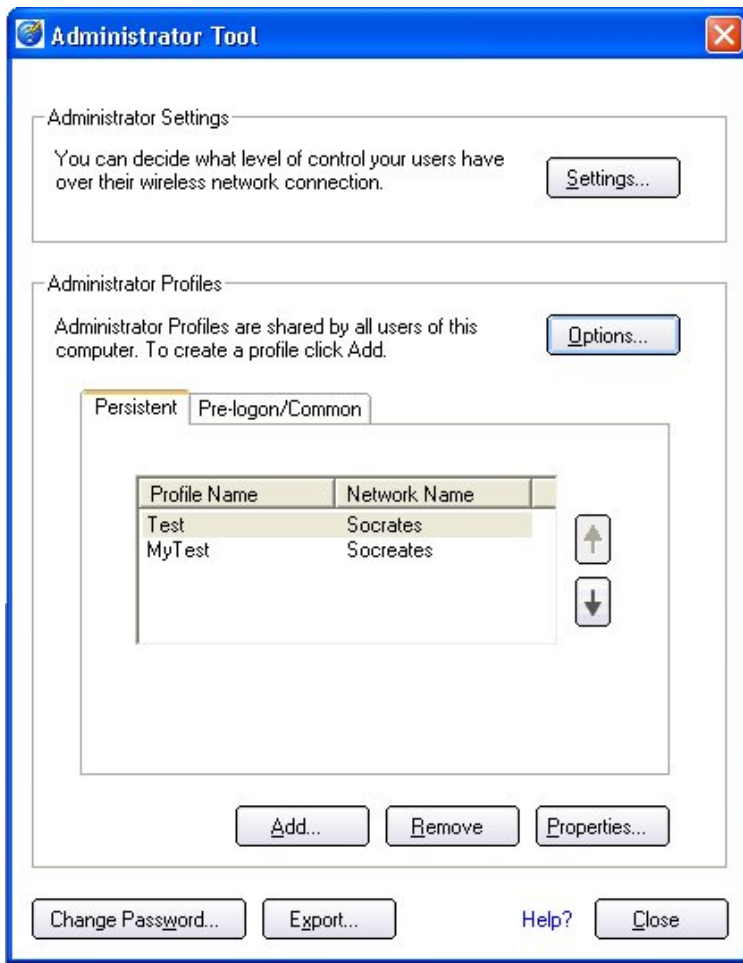 Administrator Tool
Administrator Settings
You can decide what level of control your users have
over their wireless network connection.
Settings...
Administrator Profiles
Administrator Profiles are shared by all users of this
computer. To create a profile click Add.
Options...
Persistent Pre-logon/Common
Profile Name Network Name
Test Socrates
MyTest Socreates
Add... Remove Properties...
Change Password... Export... Help? Close